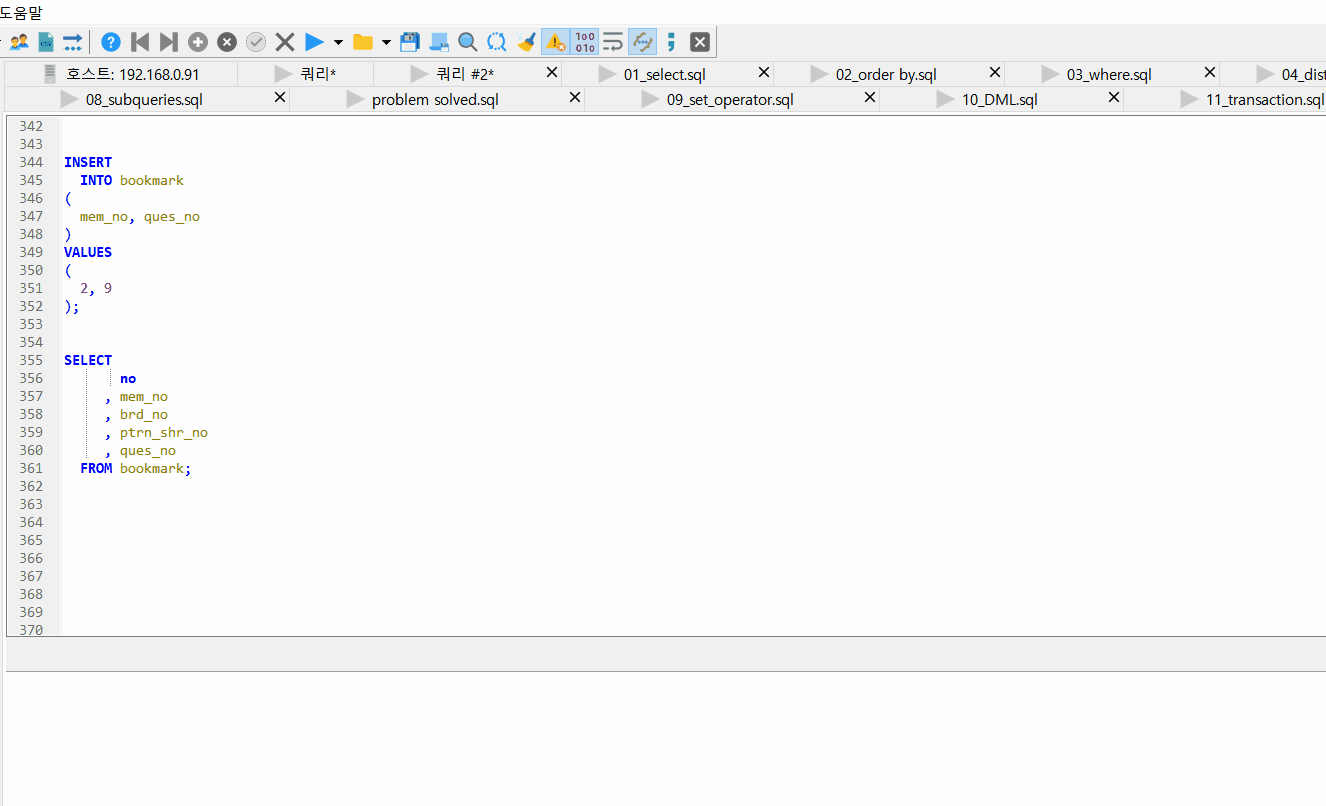 도움말
호스트: 192.168.0.91 쿼리* 쿼리 #2* 01_select.sql 02_order by.sql 03_where.sql 04_dist
08_subqueries.sql problem solved.sql 09_set_operator.sql 10_DML.sql 11_transaction.sql
342
343
344 INSERT
345 INTO bookmark
346 (
347 mem_no, ques_no
348 )
349 VALUES
350 (
351 2, 9
352 );
353
354
355 SELECT
356 no
357 , mem_no
358 , brd_no
359 , ptrn_shr_no
360 , ques_no
361 FROM bookmark;
362
363
364
365
366
367
368
369
370